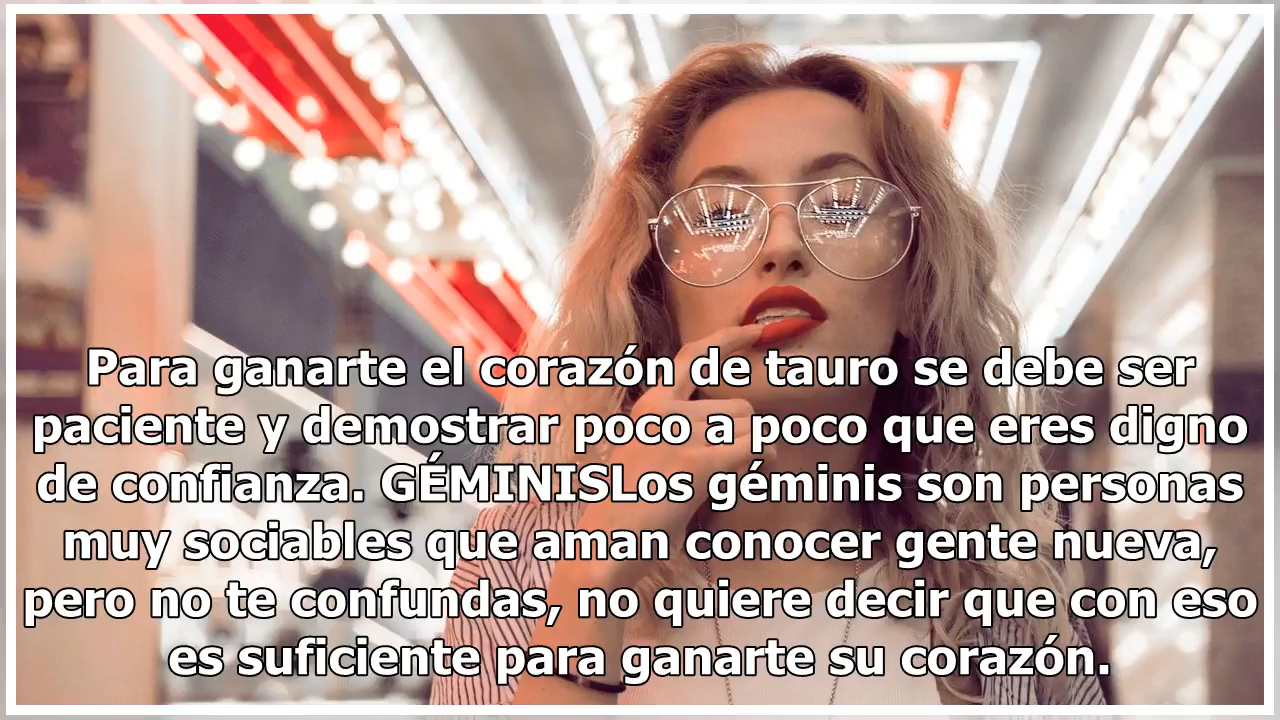 Para ganarte el corazón de tauro se debe ser
paciente y demostrar poco a poco que eres digno
de confianza. GÉMINISLos géminis son personas
muy sociables que aman conocer gente nueva,
pero no te confundas, no quiere decir que con eso
es suficiente para ganarte su corazón.